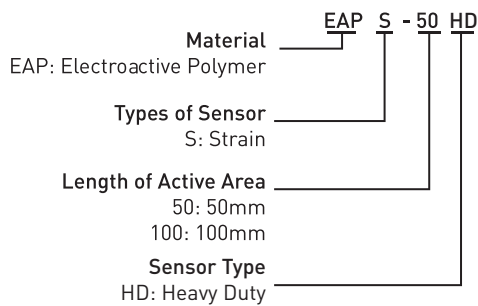 EAP S - 50 HD
Material
EAP: Electroactive Polymer
Types of Sensor
S: Strain
Length of Active Area
50: 50mm
100: 100mm
Sensor Type
HD: Heavy Duty